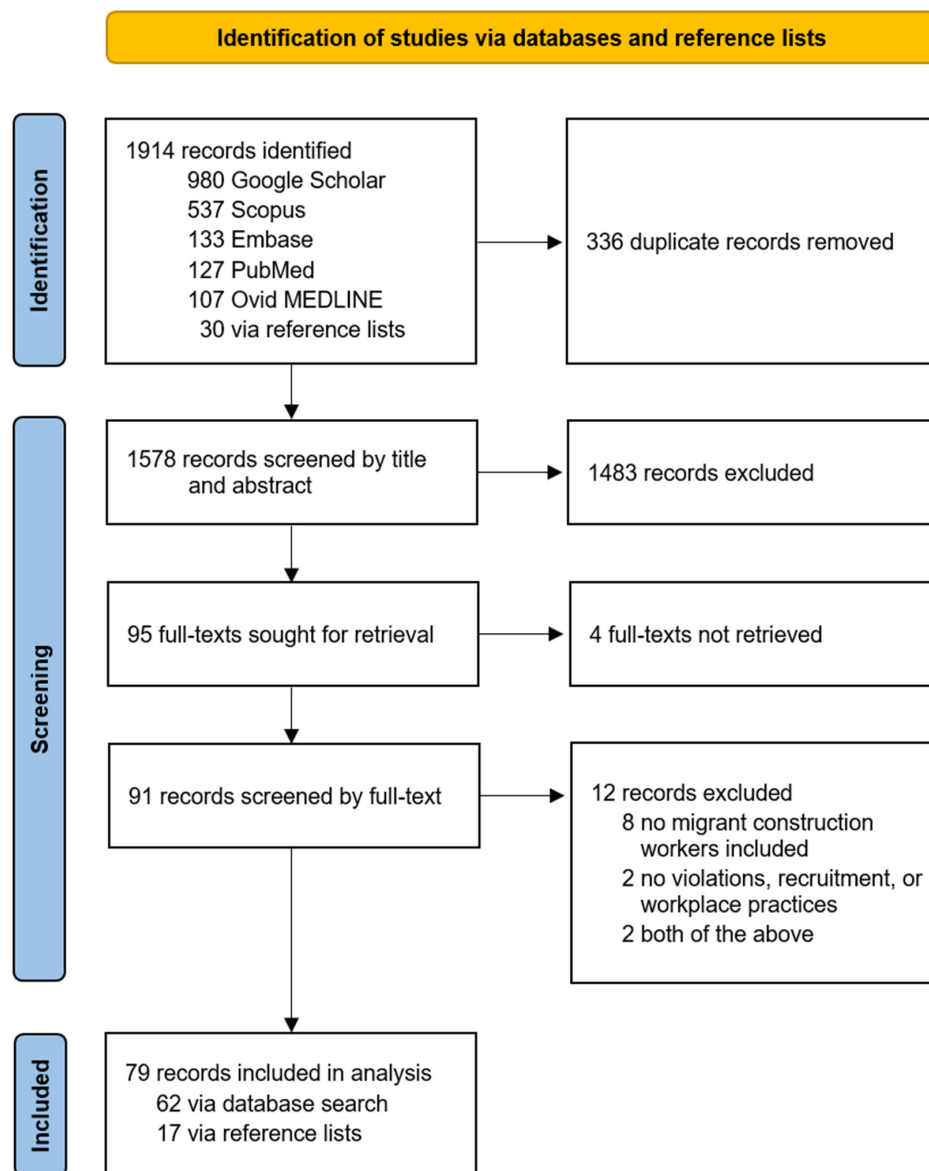 Identification of studies via databases and reference lists
Identification
1914 records identified
980 Google Scholar
537 Scopus
133 Embase
127 PubMed
107 Ovid MEDLINE
30 via reference lists
336 duplicate records removed
Screening
1578 records screened by title
and abstract
1483 records excluded
95 full-texts sought for retrieval
4 full-texts not retrieved
91 records screened by full-text
12 records excluded
8 no migrant construction
workers included
2 no violations, recruitment, or
workplace practices
2 both of the above
Included
79 records included in analysis
62 via database search
17 via reference lists